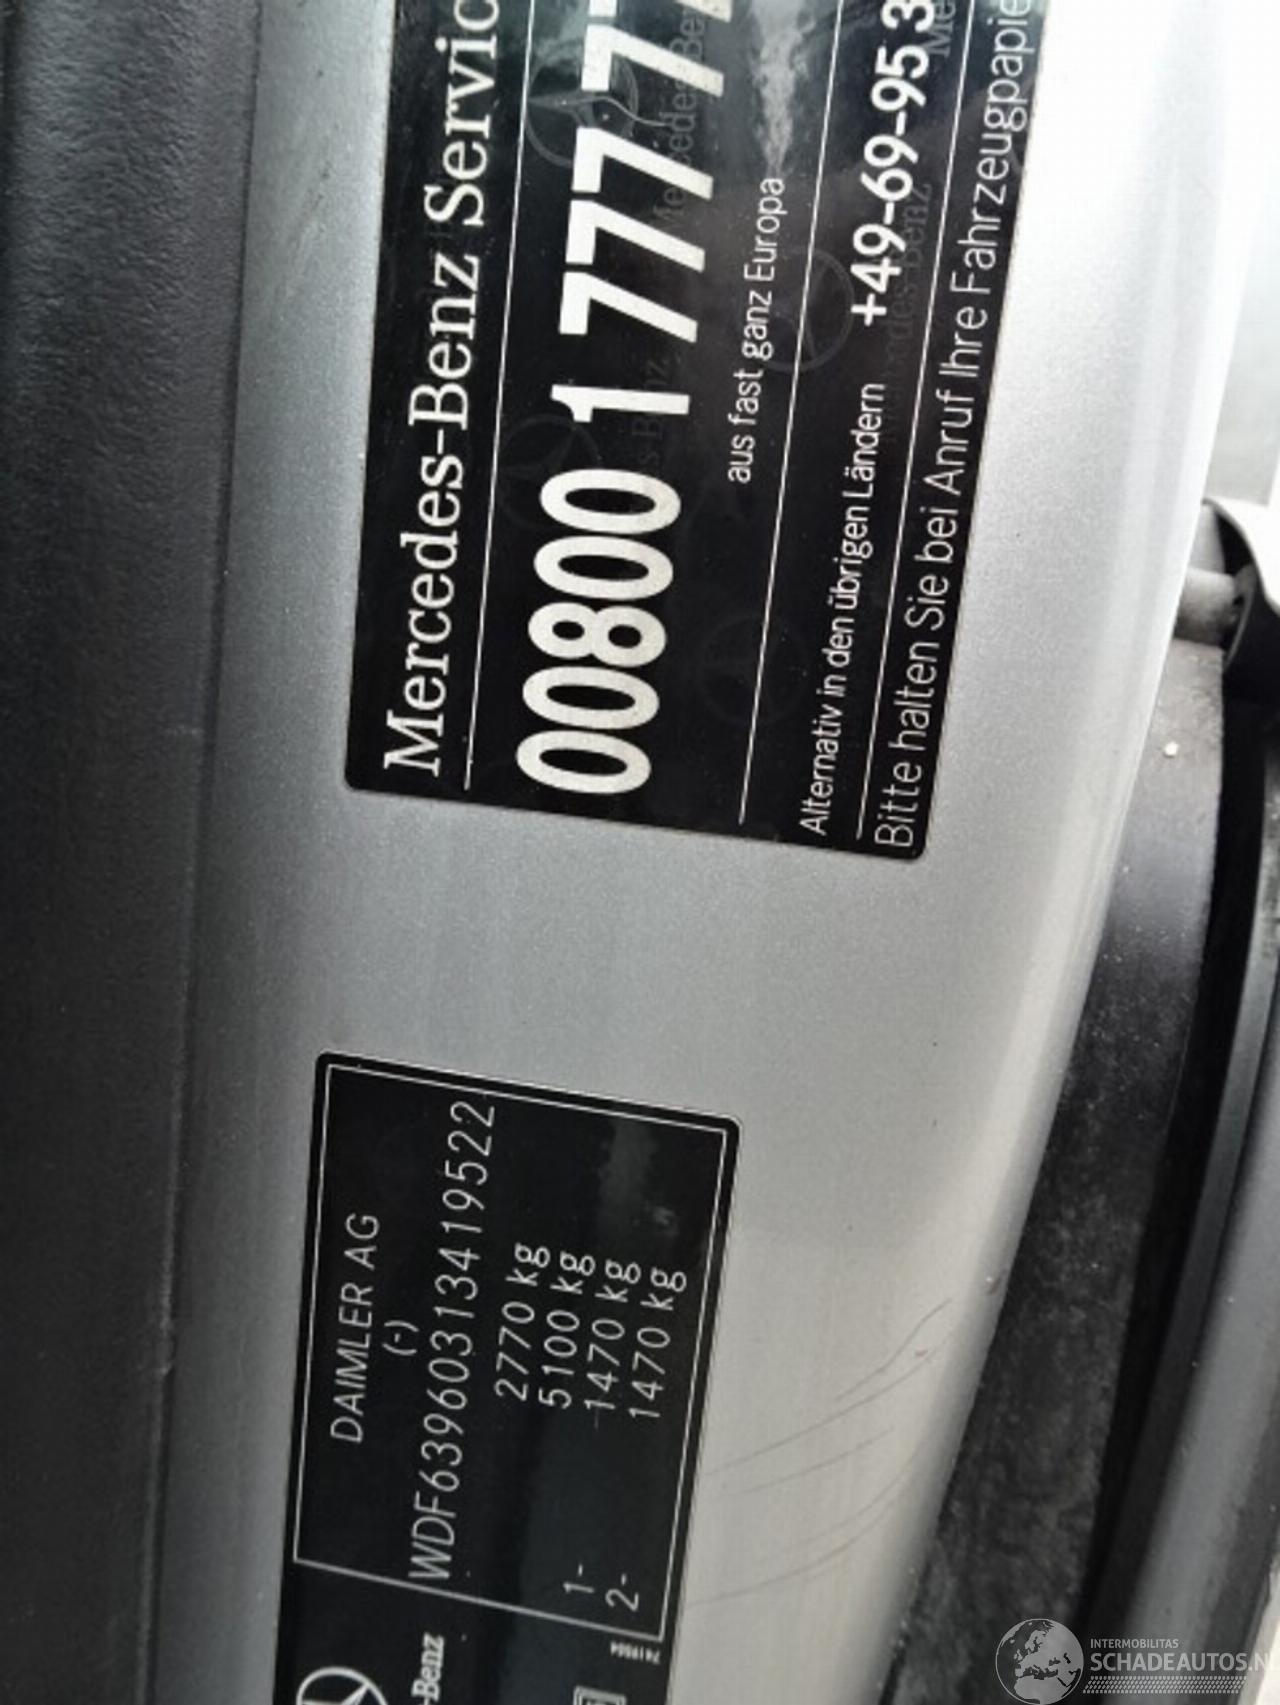 Mercedes-Benz Servic
00800 1 777 77
aus fast ganz Europa
Alternativ in den übrigen Ländern +49-69-95 3
Bitte halten Sie bei Anruf Ihre Fahrzeugpapie
DAIMLER AG
(-)
WDF63960313419522
2770 kg
5100 kg
1- 1470 kg
2- 1470 kg
-Benz
INTERMOBILITAS
SCHADEAUTOS.N